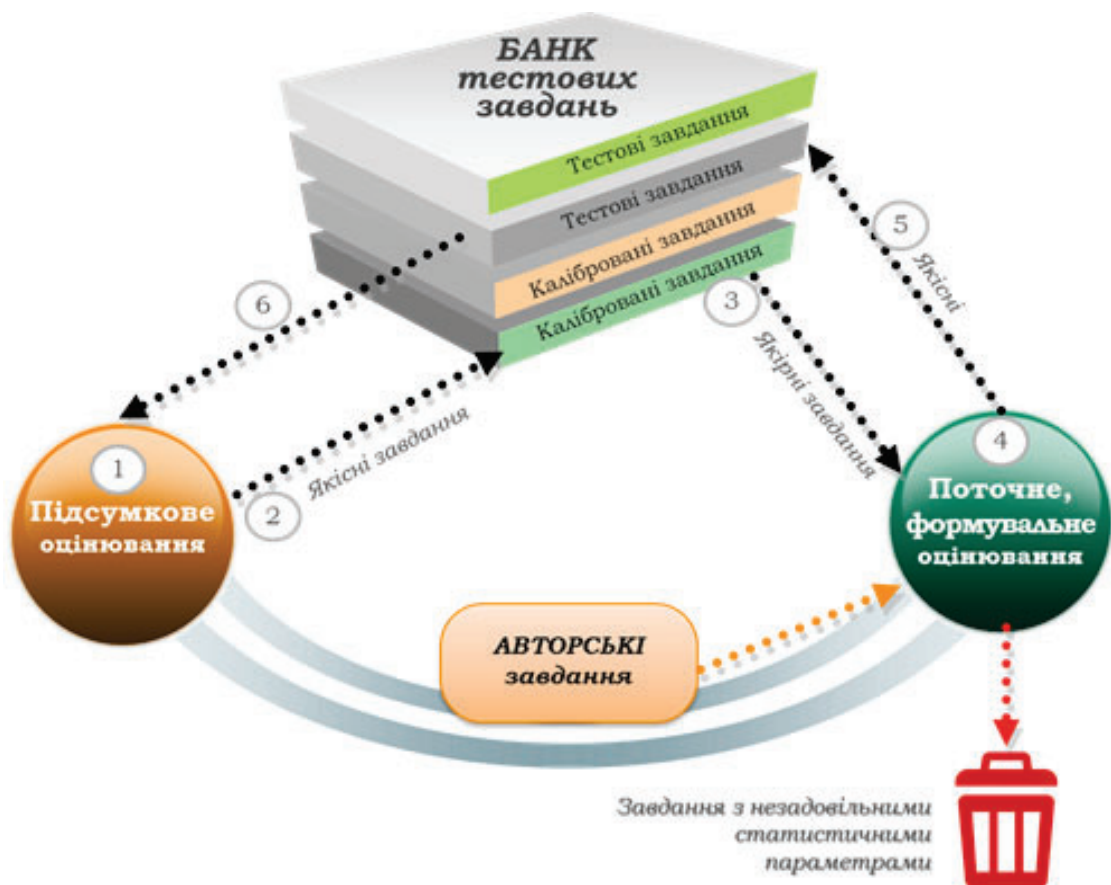 БАНК
тестових
завдань
Тестові завдання
Тестові завдання
Калібровані завдання
Калібровані завдання
5
Якісні
6
3
Якірні завдання
1
Підсумкове
оцінювання
2
Якісні завдання
4
Поточне,
формувальне
оцінювання
АВТОРСЬКІ
завдання
Завдання з незадовільними
статистичними
параметрами